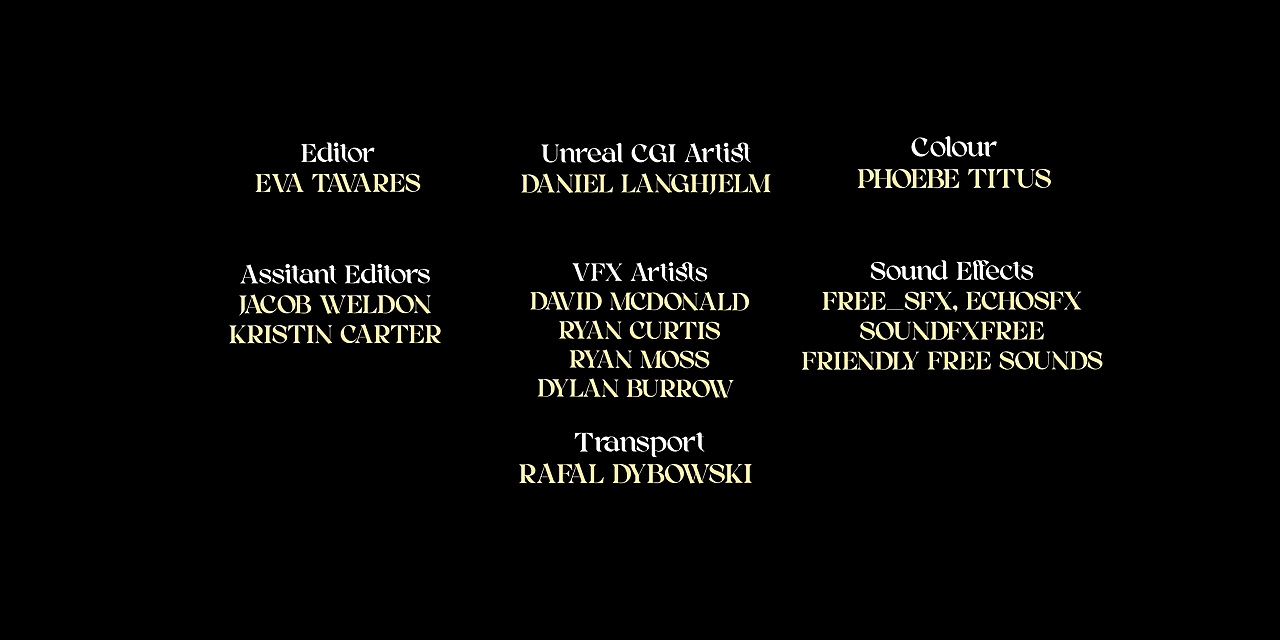 Editor
EVA TAVARES
Unreal CGI Artist
DANIEL LANGHJELM
Colour
PHOEBE TITUS
Assitant Editors
JACOB WELDON
KRISTIN CARTER
VFX Artists
DAVID MCDONALD
RYAN CURTIS
RYAN MOSS
DYLAN BURROW
Sound Effects
FREE_SFX, ECHOSFX
SOUNDFXFREE
FRIENDLY FREE SOUNDS
Transport
RAFAL DYBOWSKI